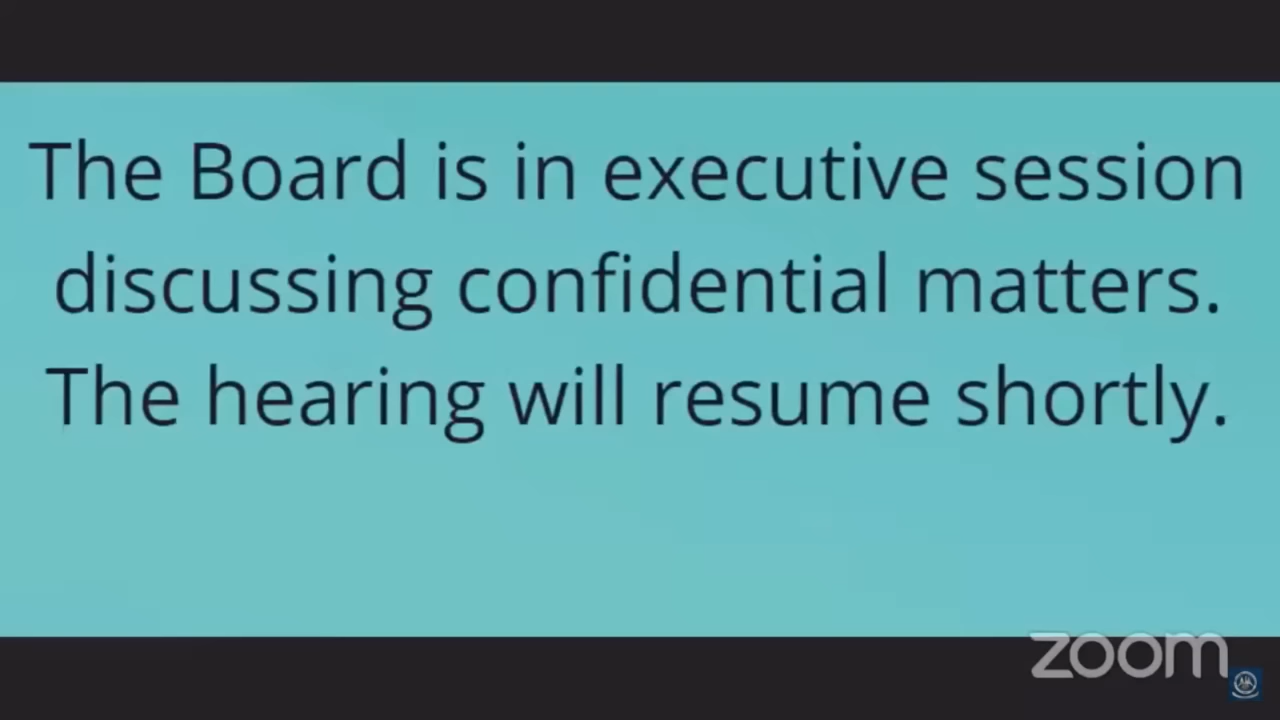 The Board is in executive session
discussing confidential matters.
The hearing will resume shortly.
zoom